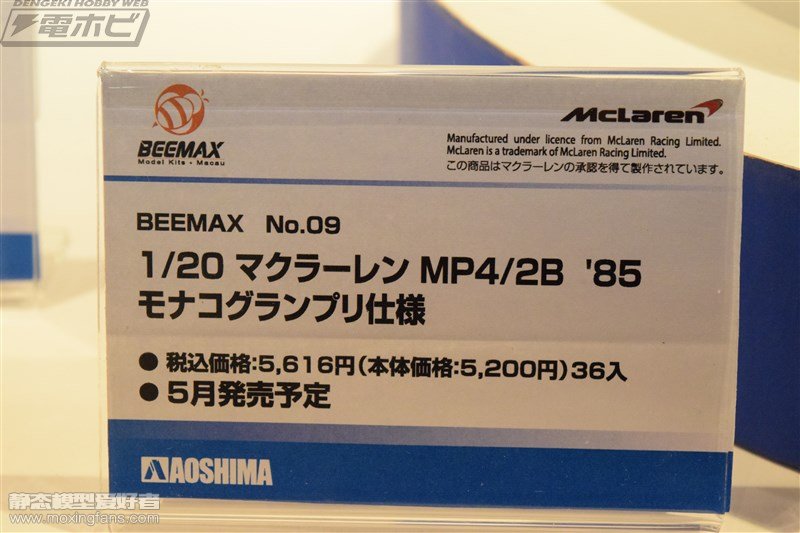 DENGEKI HOBBY WEB
電ホビ
BEEMAX
Model Kits・Macau
McLaren
Manufactured under licence from McLaren Racing Limited.
McLaren is a trademark of McLaren Racing Limited.
この商品はマクラーレンの承認を得て製作されています。
BEEMAX No.09
1/20 マクラーレン MP4/2B '85
モナコグランプリ仕様
● 税込価格:5,616円(本体価格:5,200円)36入
● 5月発売予定
AOSHIMA
静态模型爱好者
www.moxingfans.com